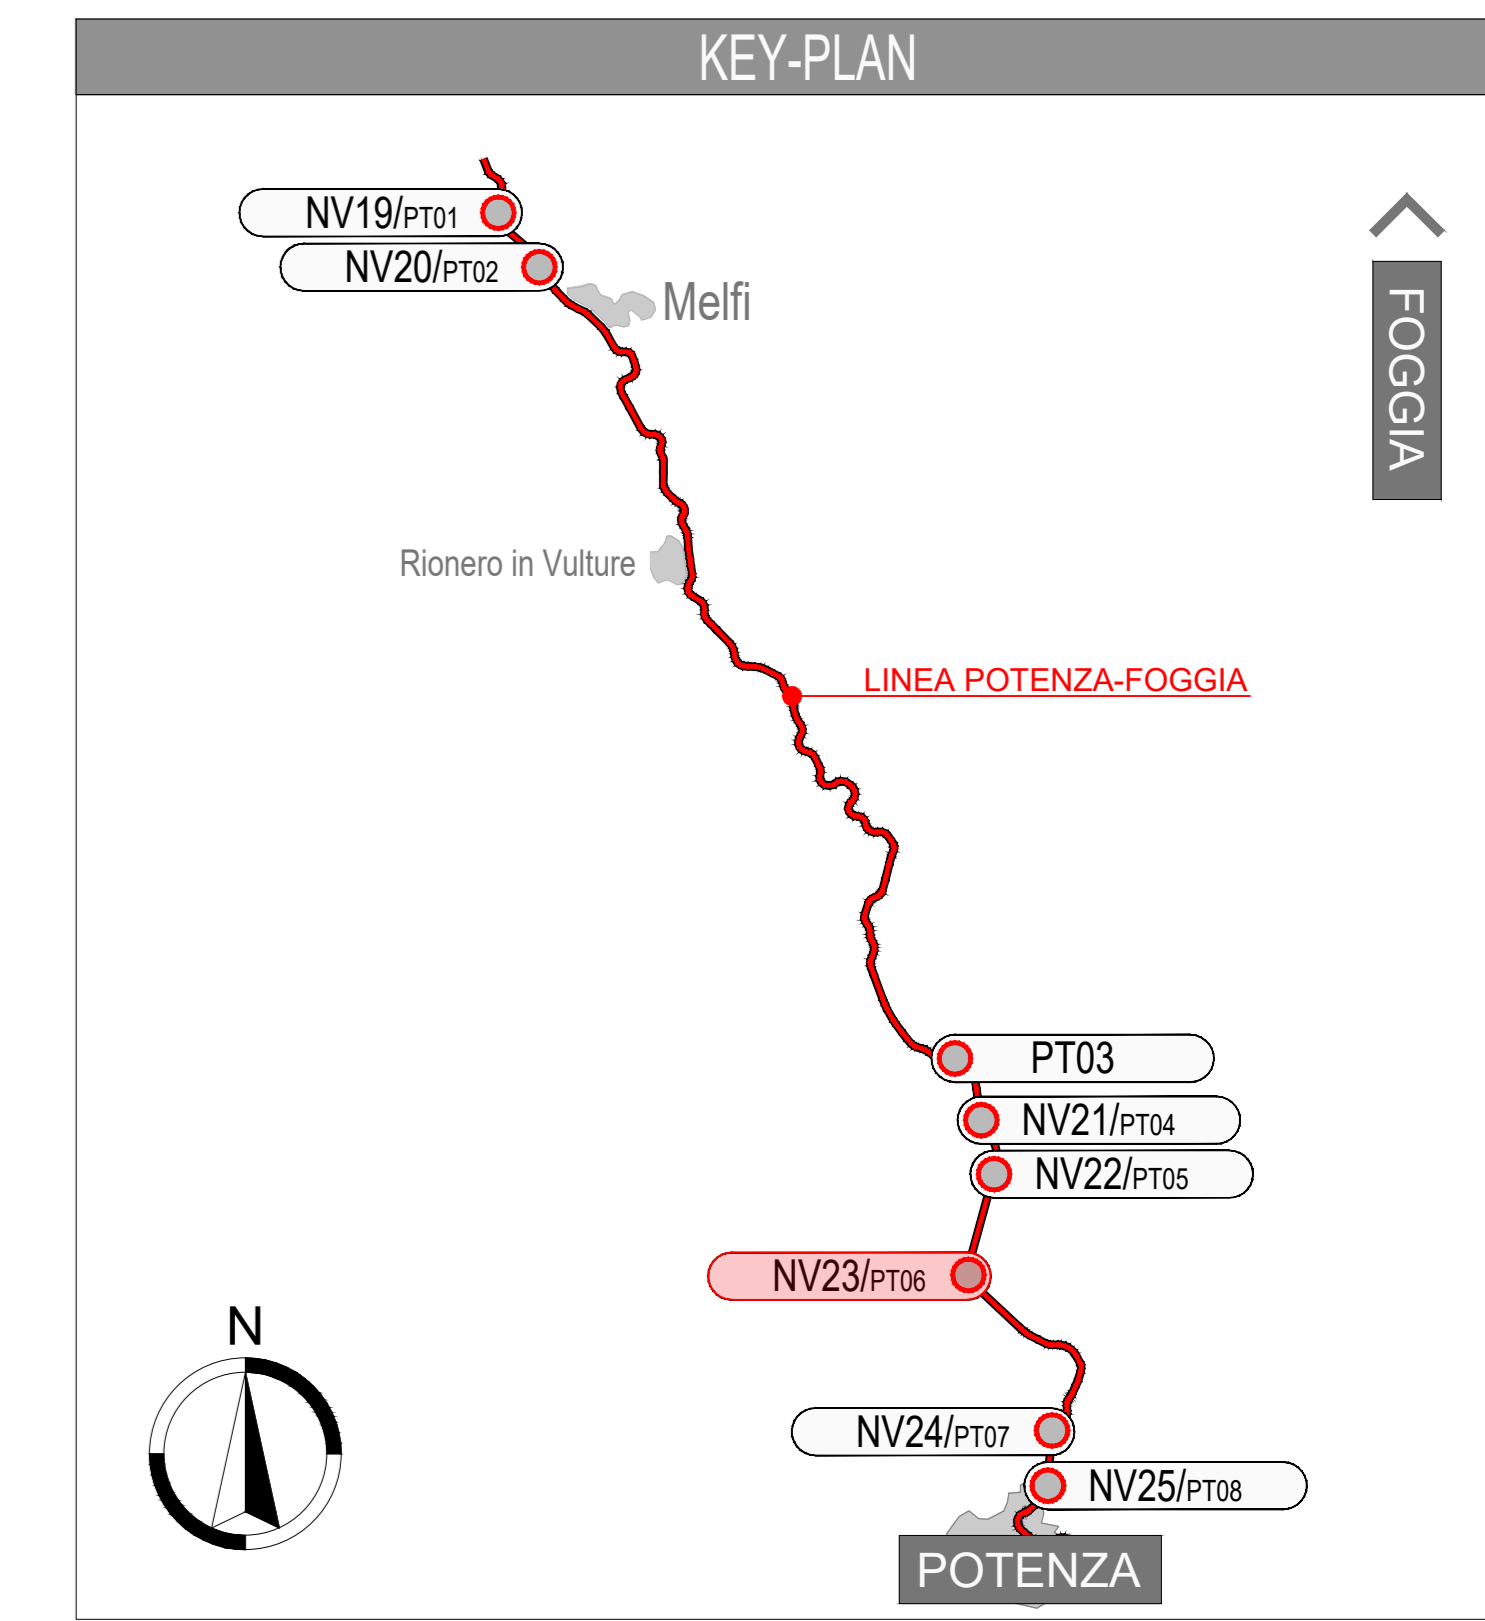 KEY-PLAN
NV19/PT01
NV20/PT02
Melfi
FOGGIA
Rionero in Vulture
LINEA POTENZA-FOGGIA
PT03
NV21/PT04
NV22/PT05
NV23/PT06
N
NV24/PT07
NV25/PT08
POTENZA